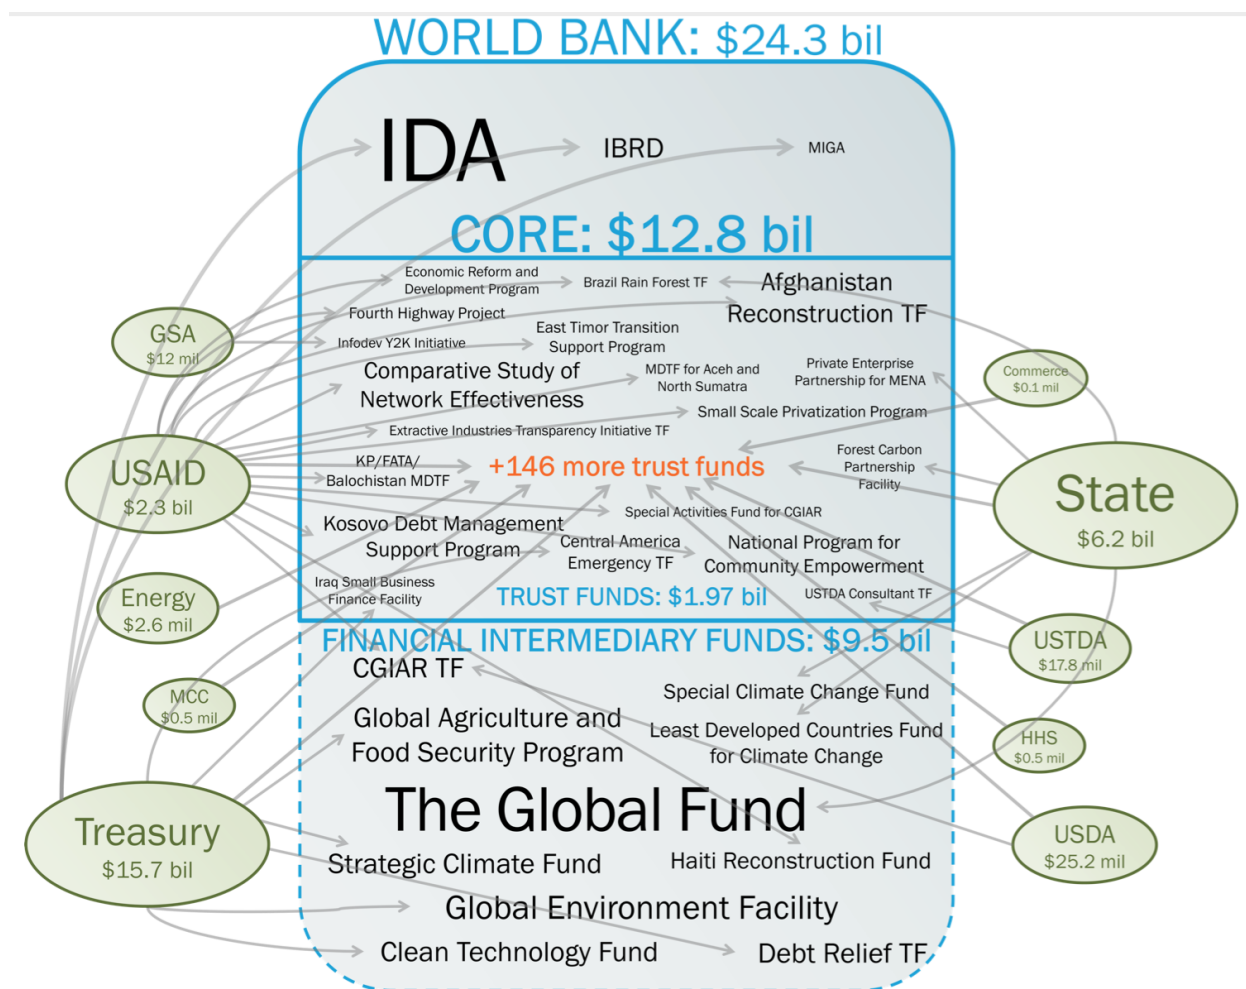 WORLD BANK: $24.3 bil
IDA
IBRD
MIGA
CORE: $12.8 bil
Economic Reform and
Development Program
Brazil Rain Forest TF
Afghanistan
Reconstruction TF
Fourth Highway Project
Infodev Y2K Initiative
East Timor Transition
Support Program
Comparative Study of
Network Effectiveness
MDTF for Aceh and
North Sumatra
Private Enterprise
Partnership for MENA
Small Scale Privatization Program
Extractive Industries Transparency Initiative TF
KP/FATA/
Balochistan MDTF
+146 more trust funds
Forest Carbon
Partnership
Facility
Special Activities Fund for CGIAR
Kosovo Debt Management
Support Program
Central America
Emergency TF
National Program for
Community Empowerment
Iraq Small Business
Finance Facility
TRUST FUNDS: $1.97 bil
USTDA Consultant TF
FINANCIAL INTERMEDIARY FUNDS: $9.5 bil
CGIAR TF
Special Climate Change Fund
Global Agriculture and
Food Security Program
Least Developed Countries Fund
for Climate Change
The Global Fund
Strategic Climate Fund
Haiti Reconstruction Fund
Global Environment Facility
Clean Technology Fund
Debt Relief TF
GSA
$12 mil
USAID
$2.3 bil
Energy
$2.6 mil
MCC
$0.5 mil
Treasury
$15.7 bil
Commerce
$0.1 mil
State
$6.2 bil
USTDA
$17.8 mil
HHS
$0.5 mil
USDA
$25.2 mil